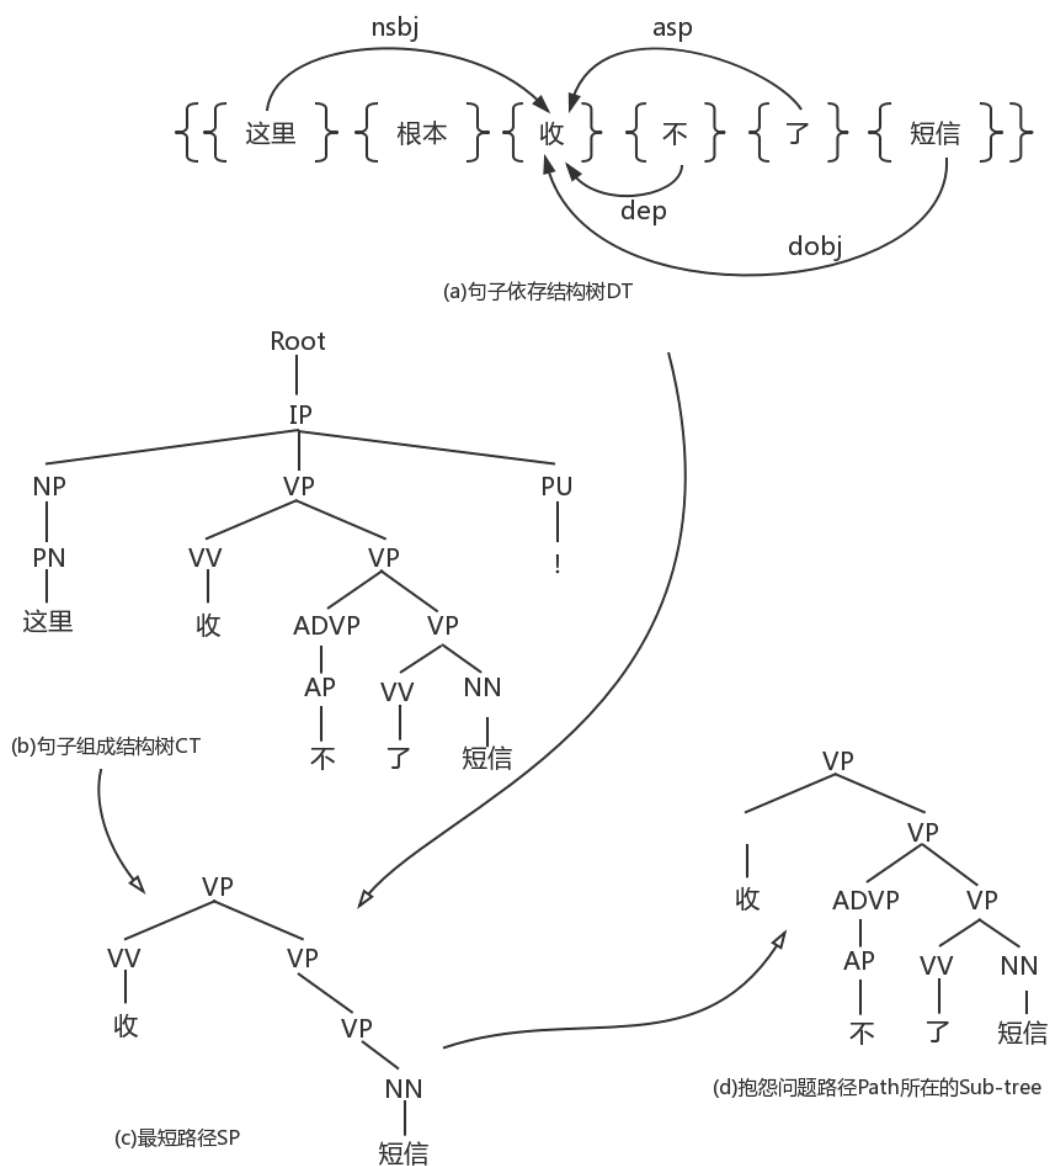 nsbj asp
{ { 这里 } { 根本 } { 收 } { 不 } { 了 } { 短信 } }
dep
dobj
(a)句子依存结构树DT
Root
IP
NP VP PU
PN VV VP !
这里 收 ADVP VP
AP VV NN
不 了 短信
(b)句子组成结构树CT
VP
VV VP
收 VP
NN
短信
(c)最短路径SP
VP
VP
收 ADVP VP
AP VV NN
不 了 短信
(d)抱怨问题路径Path所在的Sub-tree